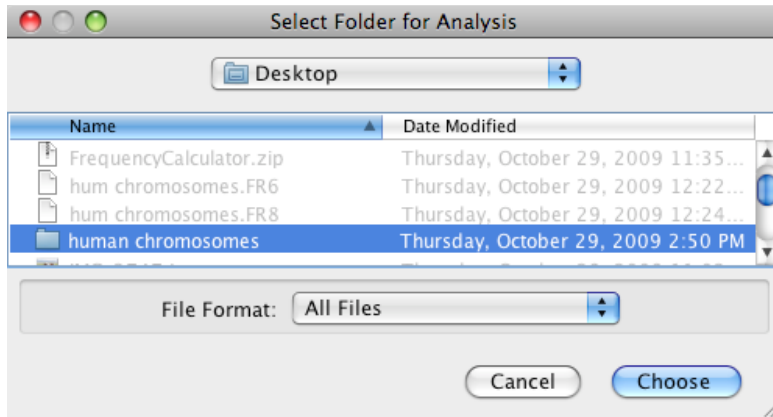 Select Folder for Analysis
Desktop
Name Date Modified
FrequencyCalculator.zip Thursday, October 29, 2009 11:35...
hum chromosomes.FR6 Thursday, October 29, 2009 12:22...
hum chromosomes.FR8 Thursday, October 29, 2009 12:24...
human chromosomes Thursday, October 29, 2009 2:50 PM
File Format: All Files
Cancel Choose